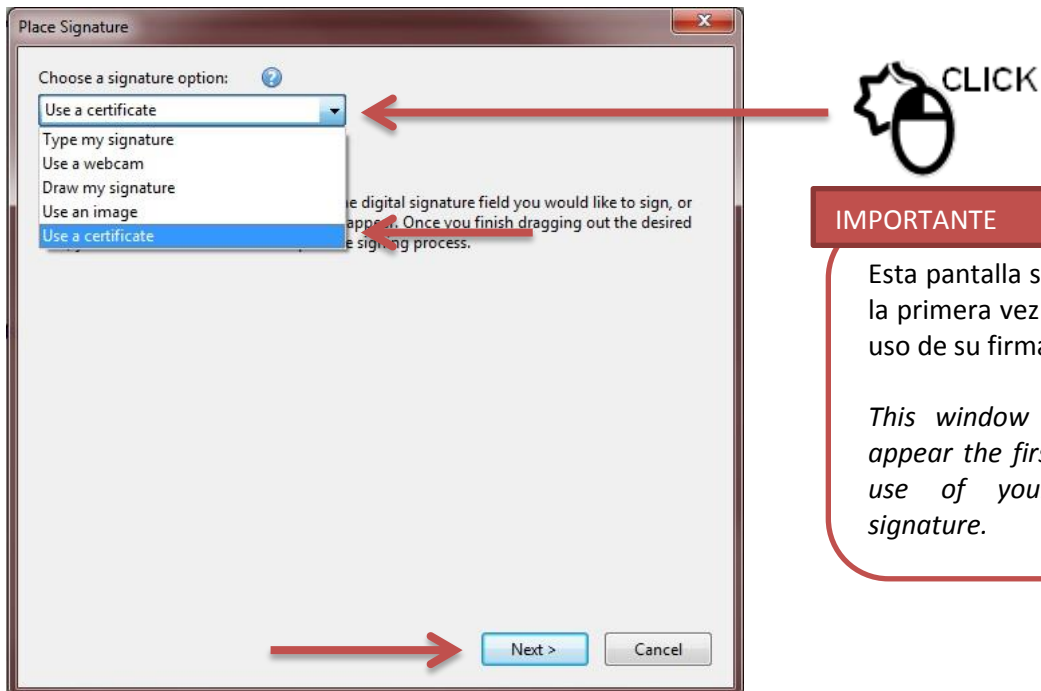 Place Signature
Choose a signature option:
Use a certificate
Type my signature
Use a webcam
Draw my signature
Use an image
Use a certificate
digital signature field you would like to sign, or
appear. Once you finish dragging out the desired
signing process.
Next >
Cancel
CLICK
IMPORTANTE
Esta pantalla
la primera vez
uso de su
This window
appear the
use of
signature.